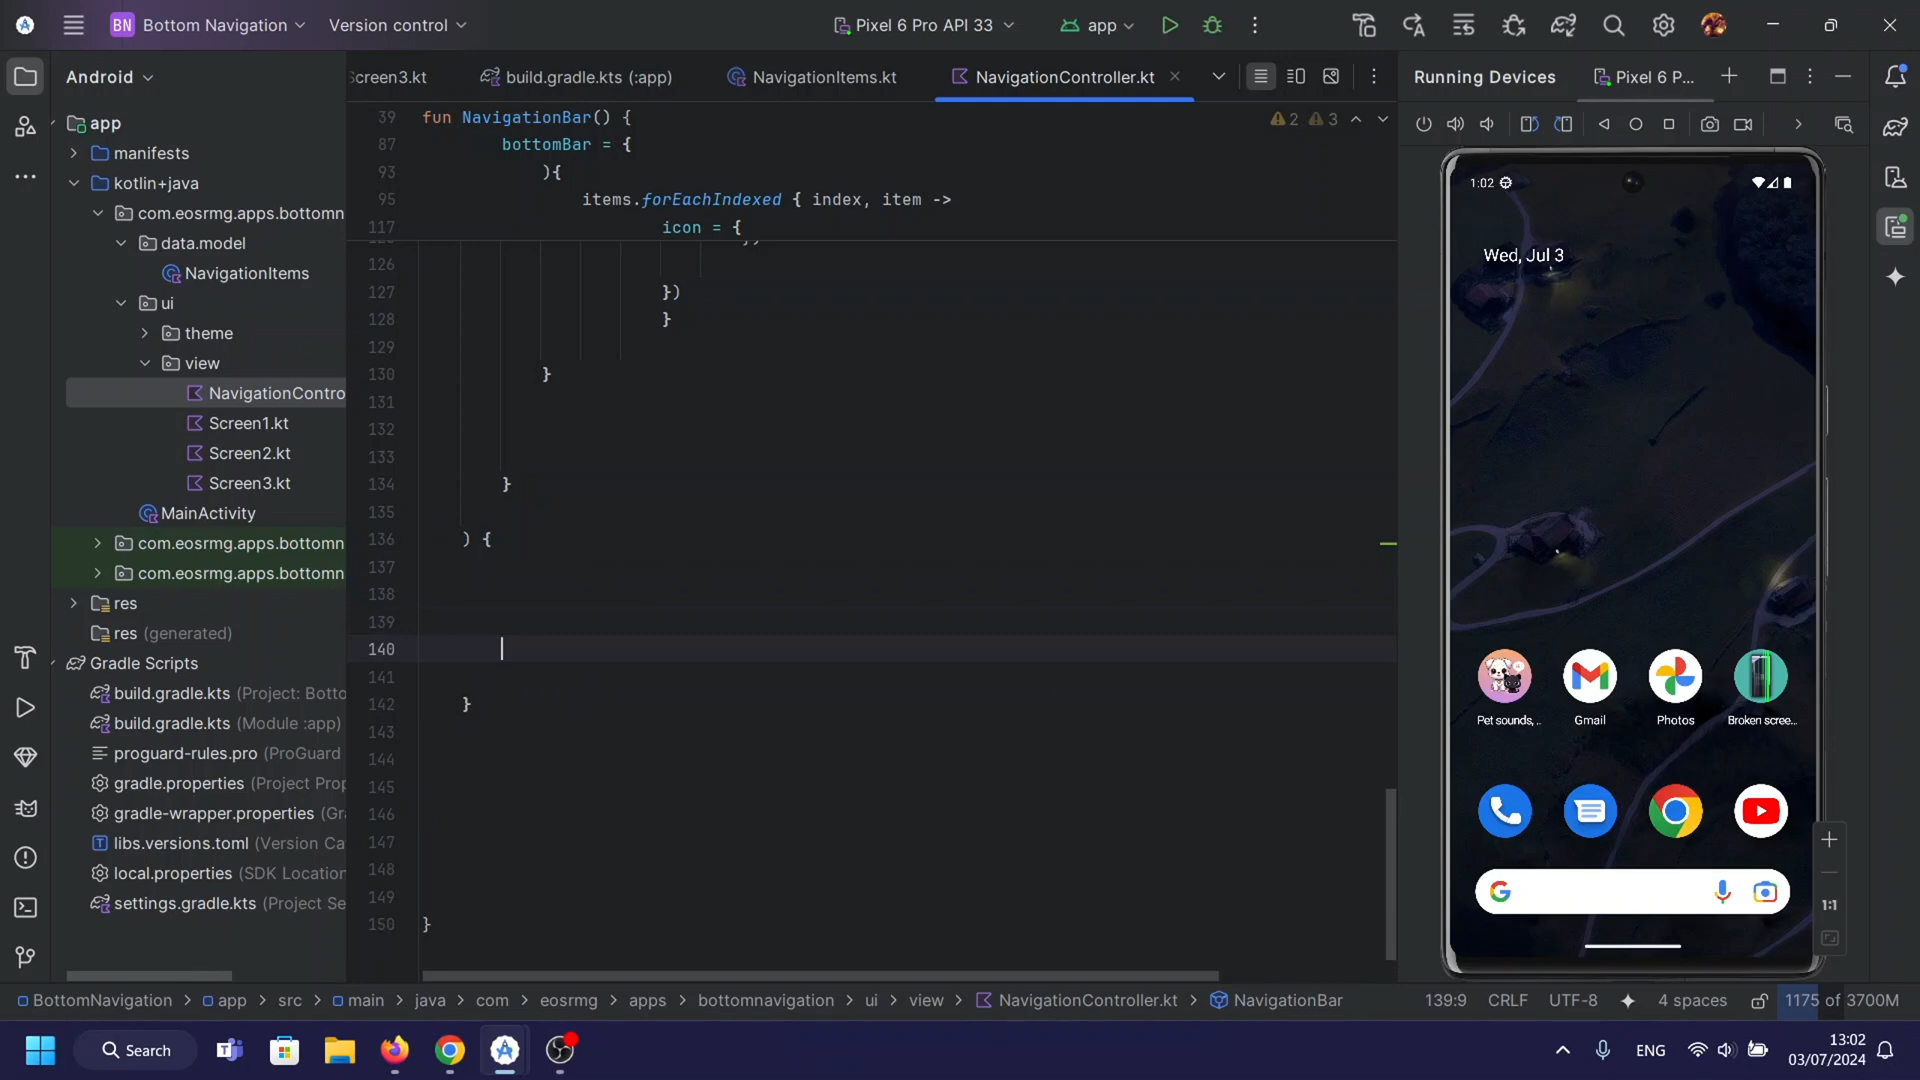 BN Bottom Navigation Version control Pixel 6 Pro API 33 app
Android
Screen3.kt build.gradle.kts (:app) NavigationItems.kt NavigationController.kt
Running Devices Pixel 6 P...
app
manifests
kotlin+java
com.eosrmg.apps.bottomn
data.model
NavigationItems
ui
theme
view
NavigationContro
Screen1.kt
Screen2.kt
Screen3.kt
MainActivity
com.eosrmg.apps.bottomn
com.eosrmg.apps.bottomn
res
res (generated)
Gradle Scripts
build.gradle.kts (Project: Botto
build.gradle.kts (Module :app)
proguard-rules.pro (ProGuard
gradle.properties (Project Prop
gradle-wrapper.properties (Gra
libs.versions.toml (Version Ca
local.properties (SDK Location
settings.gradle.kts (Project Se
39 fun NavigationBar() {
2 3
87 bottomBar = {
93 ){
95 items.forEachIndexed { index, item ->
117 icon = {
126
127 })
128 }
129
130 }
131
132
133
134 }
135
136 ) {
137
138
139
140
141
142 }
143
144
145
146
147
148
149
150 }
1:02
Wed, Jul 3
Pet sounds, .. Gmail Photos Broken scree...
1:1
BottomNavigation > app > src > main > java > com > eosrmg > apps > bottomnavigation > ui > view > NavigationController.kt > NavigationBar
139:9 CRLF UTF-8 4 spaces 1175 of 3700M
Search
ENG
13:02
03/07/2024